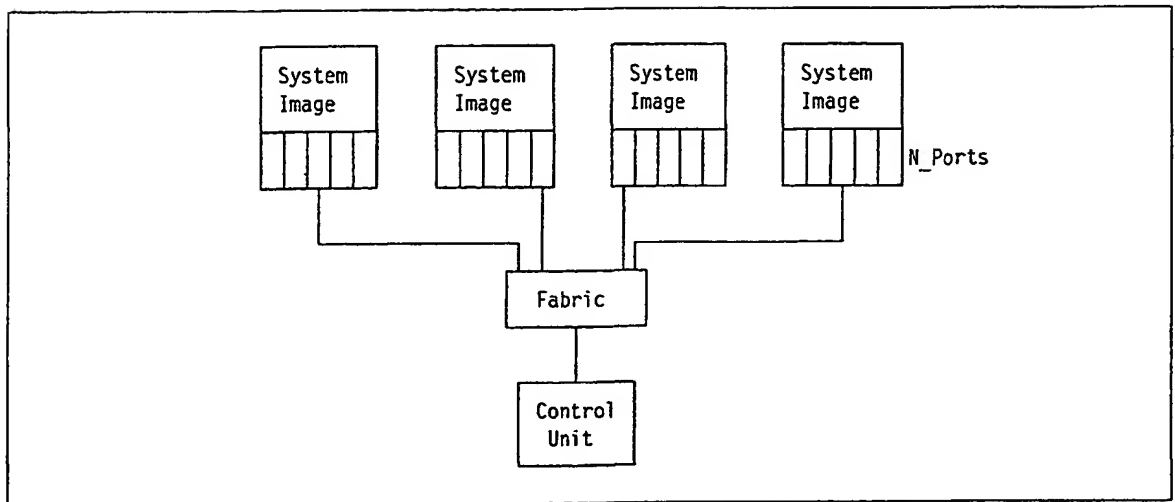 System
Image
System
Image
System
Image
System
Image
N_Ports
Fabric
Control
Unit